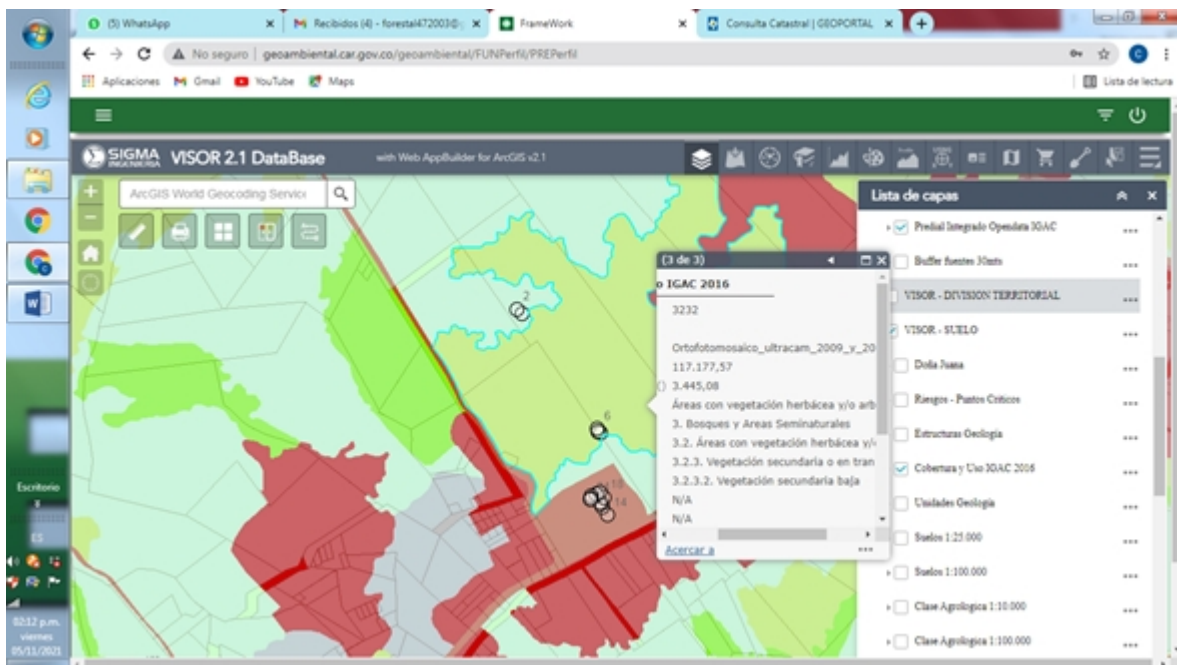 (5) WhatsApp
Recibidos (4) - forestal472003@
FrameWork
Consulta Catastral | GEOPORTAL
No seguro | geoambiental.car.gov.co/geoambiental/FUNPerfil/PREPerfil
Aplicaciones Gmail YouTube Maps Lista de lectura
SIGMA INGENIERÍA VISOR 2.1 DataBase with Web AppBuilder for ArcGIS v2.1
ArcGIS World Geocoding Service
Lista de capas
Predial Integrado Opendata IGAC
Buffer fuentes 30mts
VISOR - DIVISION TERRITORIAL
VISOR - SUELO
Doña Juana
Riesgos - Puntos Criticos
Estructuras Geología
Cobertura y Uso IGAC 2016
Unidades Geología
Suelos 1:25.000
Suelos 1:100.000
Clase Agrologica 1:10.000
Clase Agrologica 1:100.000
(3 de 3)
o IGAC 2016
3232
Ortofotomosaico_ultracam_2009_y_20
117.177,57
() 3.445,08
Áreas con vegetación herbácea y/o arb
3. Bosques y Areas Seminaturales
3.2. Áreas con vegetación herbácea y/
3.2.3. Vegetación secundaria o en tran
3.2.3.2. Vegetación secundaria baja
N/A
N/A
Acercar a
2
6
14
Escritorio
ES
02:12 p.m.
viernes
05/11/2021